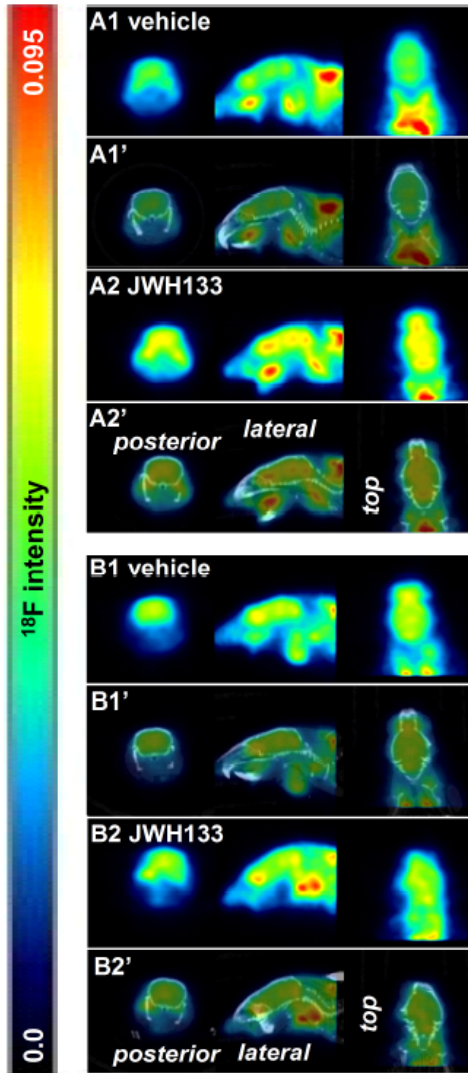 0.095
18F intensity
0.0
A1 vehicle
A1’
A2 JWH133
A2’
posterior lateral
top
B1 vehicle
B1’
B2 JWH133
B2’
posterior lateral
top